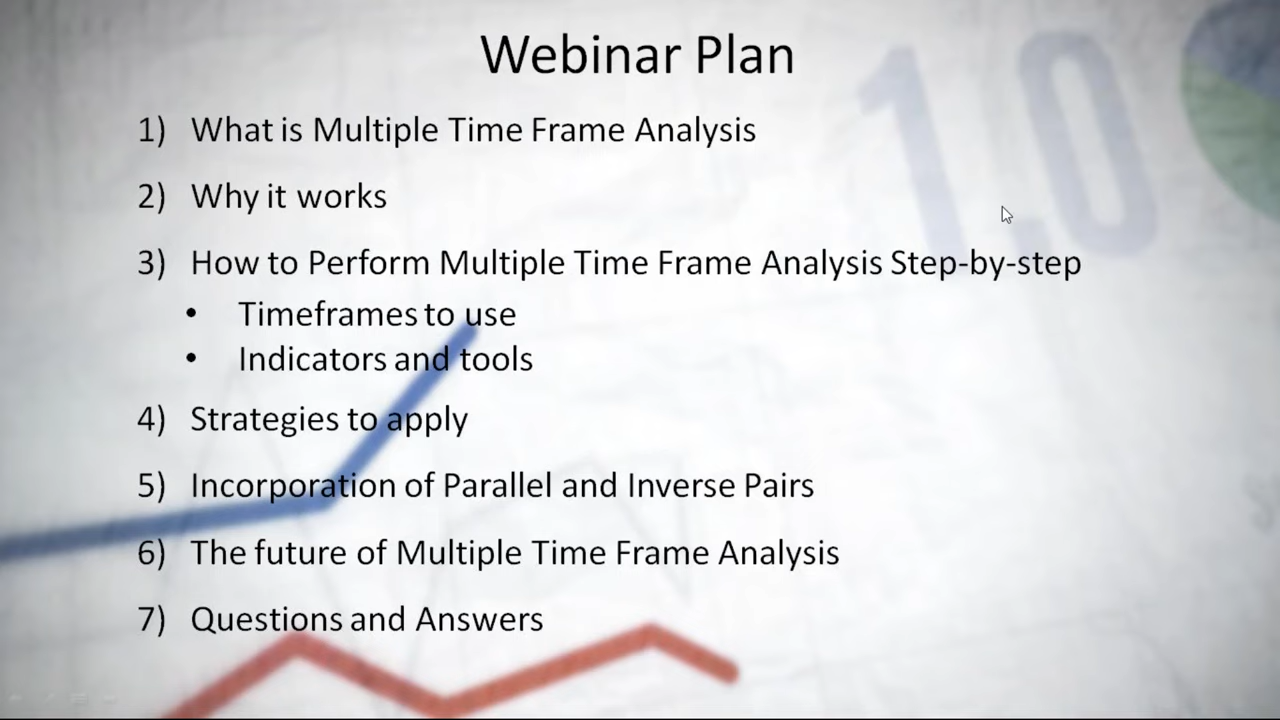 Webinar Plan
1) What is Multiple Time Frame Analysis
2) Why it works
3) How to Perform Multiple Time Frame Analysis Step-by-step
• Timeframes to use
• Indicators and tools
4) Strategies to apply
5) Incorporation of Parallel and Inverse Pairs
6) The future of Multiple Time Frame Analysis
7) Questions and Answers
1.0